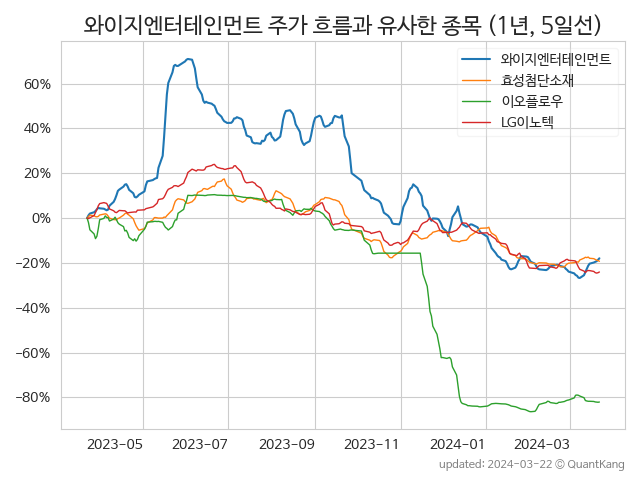 와이지엔터테인먼트 주가 흐름과 유사한 종목 (1년, 5일선)
와이지엔터테인먼트
효성첨단소재
이오플로우
LG이노텍
60%
40%
20%
0%
−20%
−40%
−60%
−80%
2023-05 2023-07 2023-09 2023-11 2024-01 2024-03
updated: 2024-03-22 © QuantKang